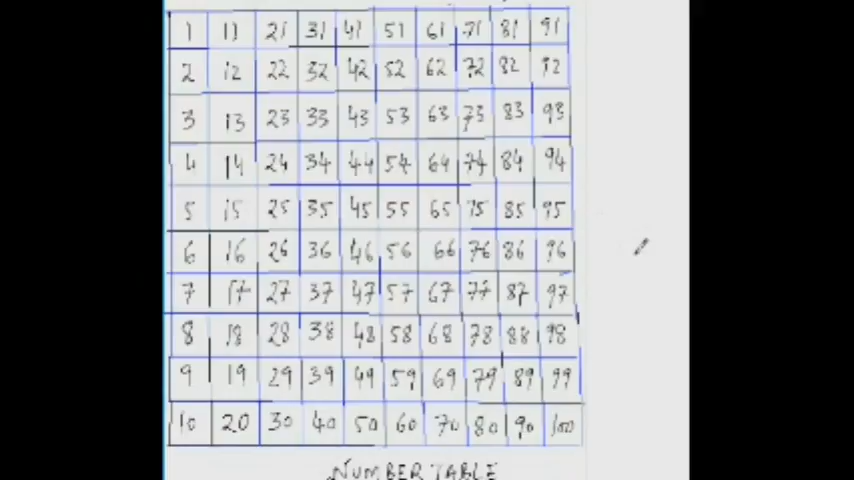 1 11 21 31 41 51 61 71 81 91
2 12 22 32 42 52 62 72 82 92
3 13 23 33 43 53 63 73 83 93
4 14 24 34 44 54 64 74 84 94
5 15 25 35 45 55 65 75 85 95
6 16 26 36 46 56 66 76 86 96
7 17 27 37 47 57 67 77 87 97
8 18 28 38 48 58 68 78 88 98
9 19 29 39 49 59 69 79 89 99
10 20 30 40 50 60 70 80 90 100
NUMBER TABLE